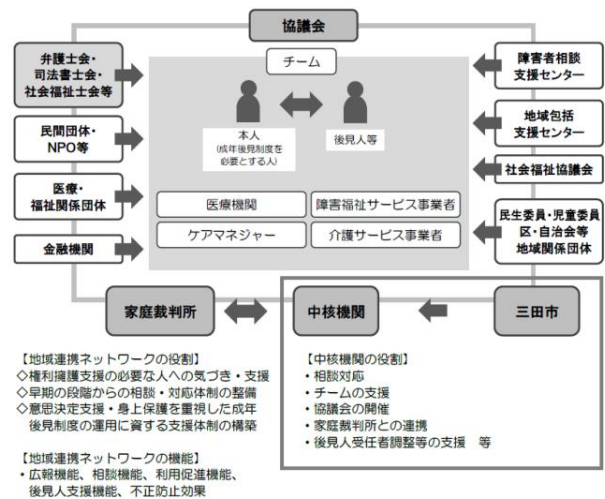 協議会
チーム
弁護士会・
司法書士会・
社会福祉士会等
民間団体・
NPO等
医療・
福祉関係団体
金融機関
本人
(成年後見制度を
必要とする人)
後見人等
医療機関
障害福祉サービス事業者
ケアマネジャー
介護サービス事業者
障害者相談
支援センター
地域包括
支援センター
社会福祉協議会
民生委員・児童委員
区・自治会等
地域関係団体
家庭裁判所
中核機関
三田市
【地域連携ネットワークの役割】
◇権利擁護支援の必要な人への気づき・支援
◇早期の段階からの相談・対応体制の整備
◇意思決定支援・身上保護を重視した成年
後見制度の運用に資する支援体制の構築
【地域連携ネットワークの機能】
・広報機能、相談機能、利用促進機能、
後見人支援機能、不正防止効果
【中核機関の役割】
・相談対応
・チームの支援
・協議会の開催
・家庭裁判所との連携
・後見人受任者調整等の支援 等